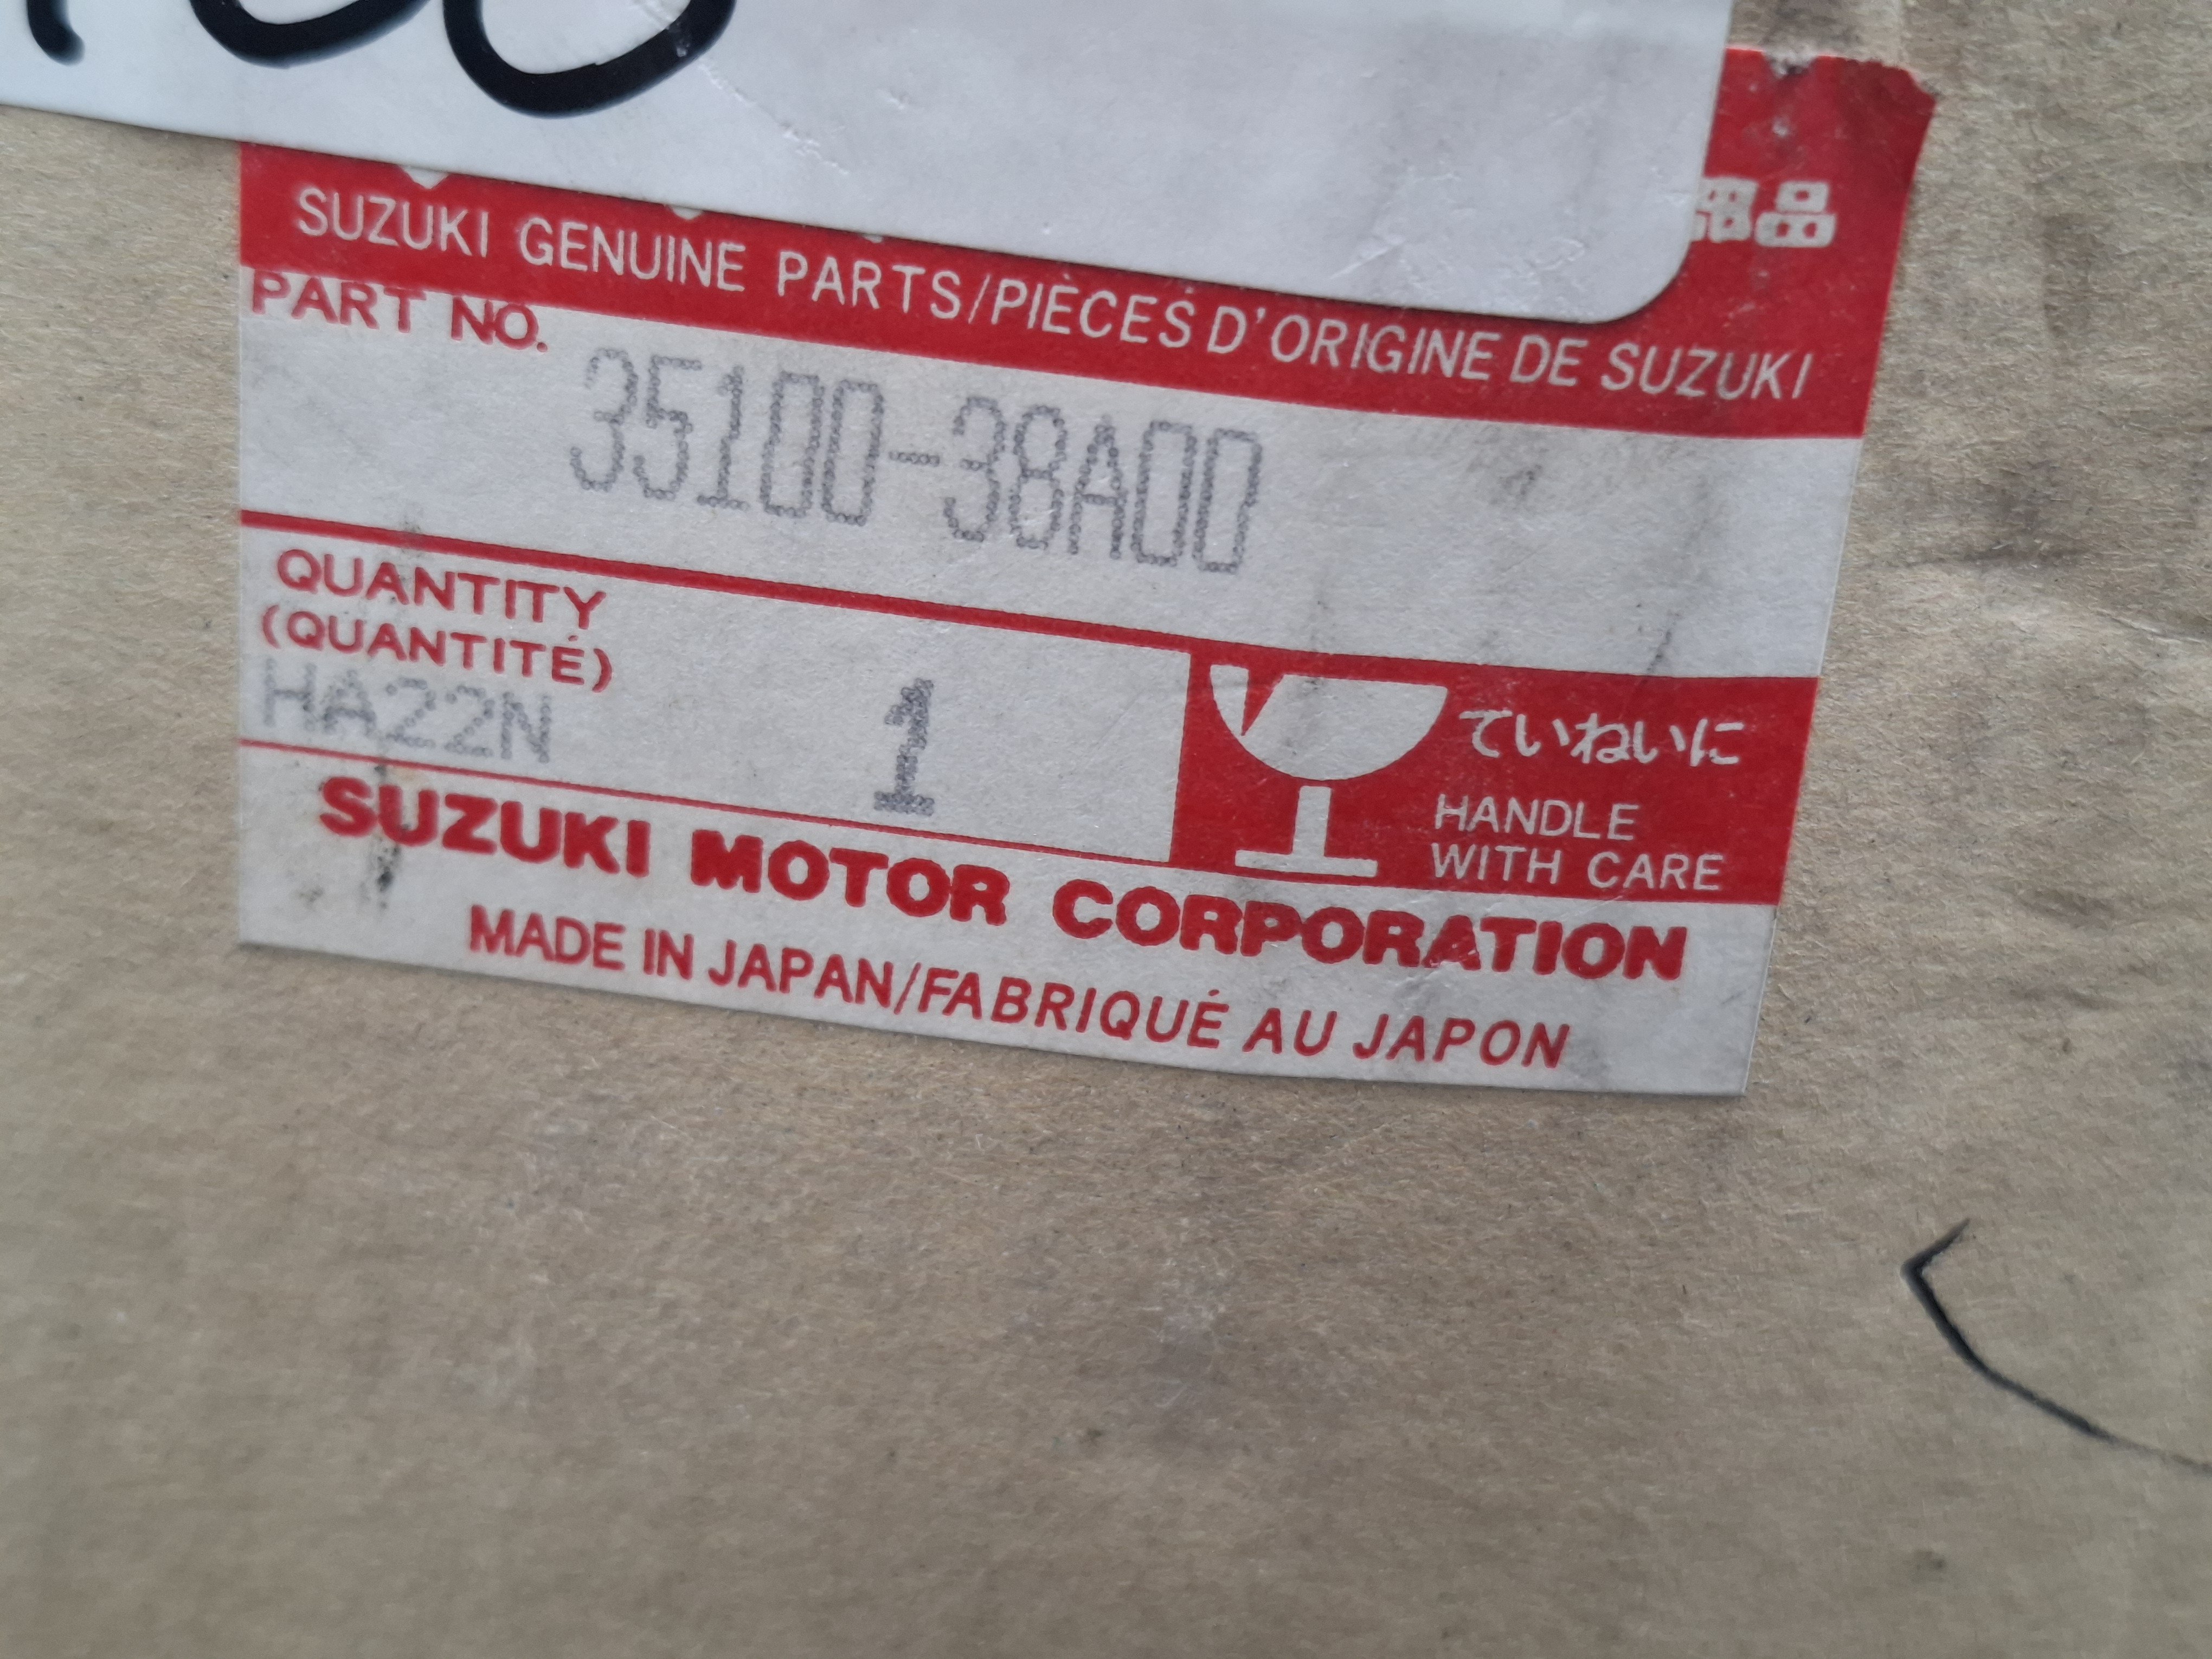 品
SUZUKI GENUINE PARTS/PIÈCES D'ORIGINE DE SUZUKI
PART NO.
35100-38A00
QUANTITY
(QUANTITÉ)
HA22N
1
ていねいに
HANDLE
WITH CARE
SUZUKI MOTOR CORPORATION
MADE IN JAPAN/FABRIQUÉ AU JAPON